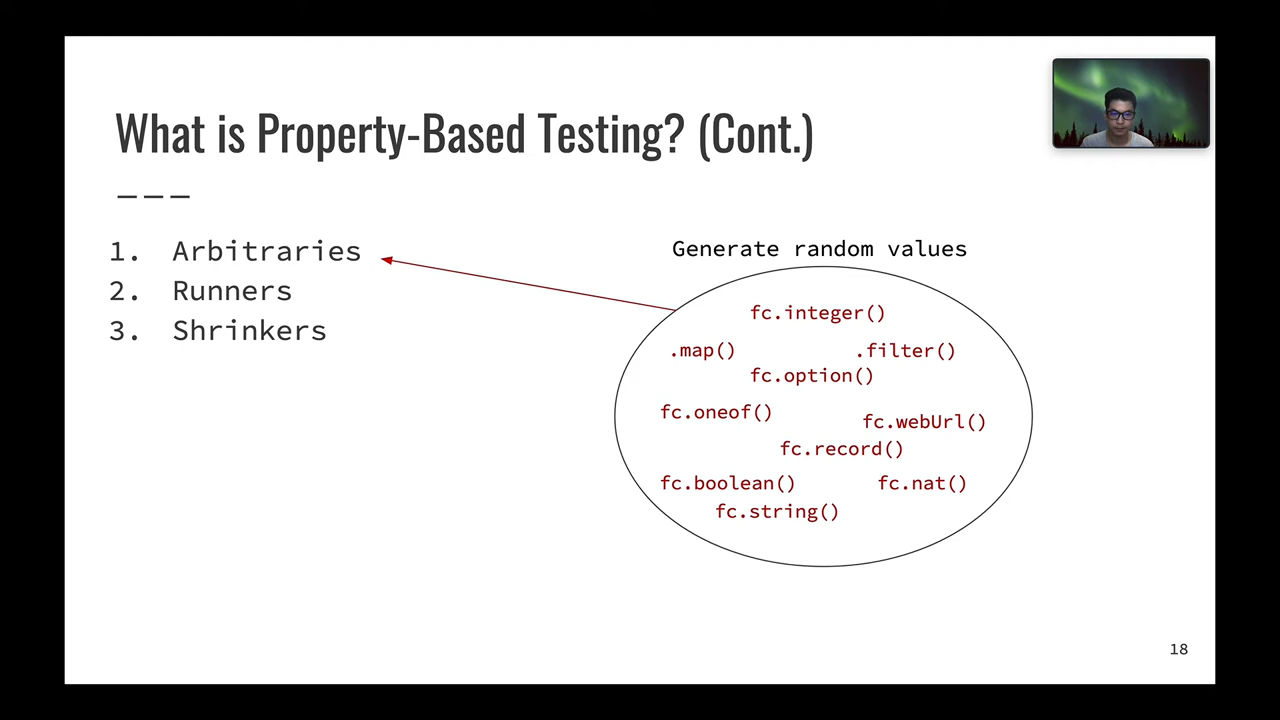 What is Property-Based Testing? (Cont.)
1. Arbitraries
2. Runners
3. Shrinkers
Generate random values
fc.integer()
.map() .filter()
fc.option()
fc.oneof()
fc.webUrl()
fc.record()
fc.boolean() fc.nat()
fc.string()
18